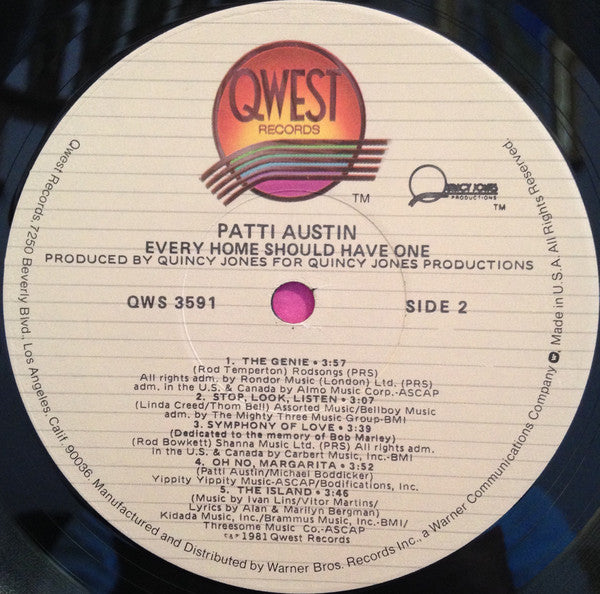 QWEST
RECORDS
TM
QUINCY JONES
PRODUCTIONS
TM
PATTI AUSTIN
EVERY HOME SHOULD HAVE ONE
PRODUCED BY QUINCY JONES FOR QUINCY JONES PRODUCTIONS
QWS 3591
SIDE 2
1. THE GENIE • 3:57
(Rod Temperton) Rodsongs (PRS)
All rights adm. by Rondor Music (London) Ltd. (PRS)
adm. in the U.S. & Canada by Almo Music Corp.-ASCAP
2. STOP, LOOK, LISTEN • 3:07
(Linda Creed/Thom Bell) Assorted Music/Bellboy Music
adm. by The Mighty Three Music Group-BMI
3. SYMPHONY OF LOVE • 3:39
(Dedicated to the memory of Bob Marley)
(Rod Bowkett) Shanna Music Ltd. (PRS) All rights adm.
in the U.S. & Canada by Carbert Music, Inc.-BMI
4. OH NO, MARGARITA • 3:52
(Patti Austin/Michael Boddicker)
Yippity Yippity Music-ASCAP/Bodifications, Inc.
5. THE ISLAND • 3:46
(Music by Ivan Lins/Vitor Martins/
Lyrics by Alan & Marilyn Bergman)
Kidada Music, Inc./Brammus Music, Inc.-BMI/
Threesome Music Co.-ASCAP
℗ 1981 Qwest Records
Qwest Records, 7250 Beverly Blvd., Los Angeles, Calif. 90036. Manufactured and Distributed by Warner Bros. Records Inc., a Warner Communications Company Made in U.S.A. All Rights Reserved.